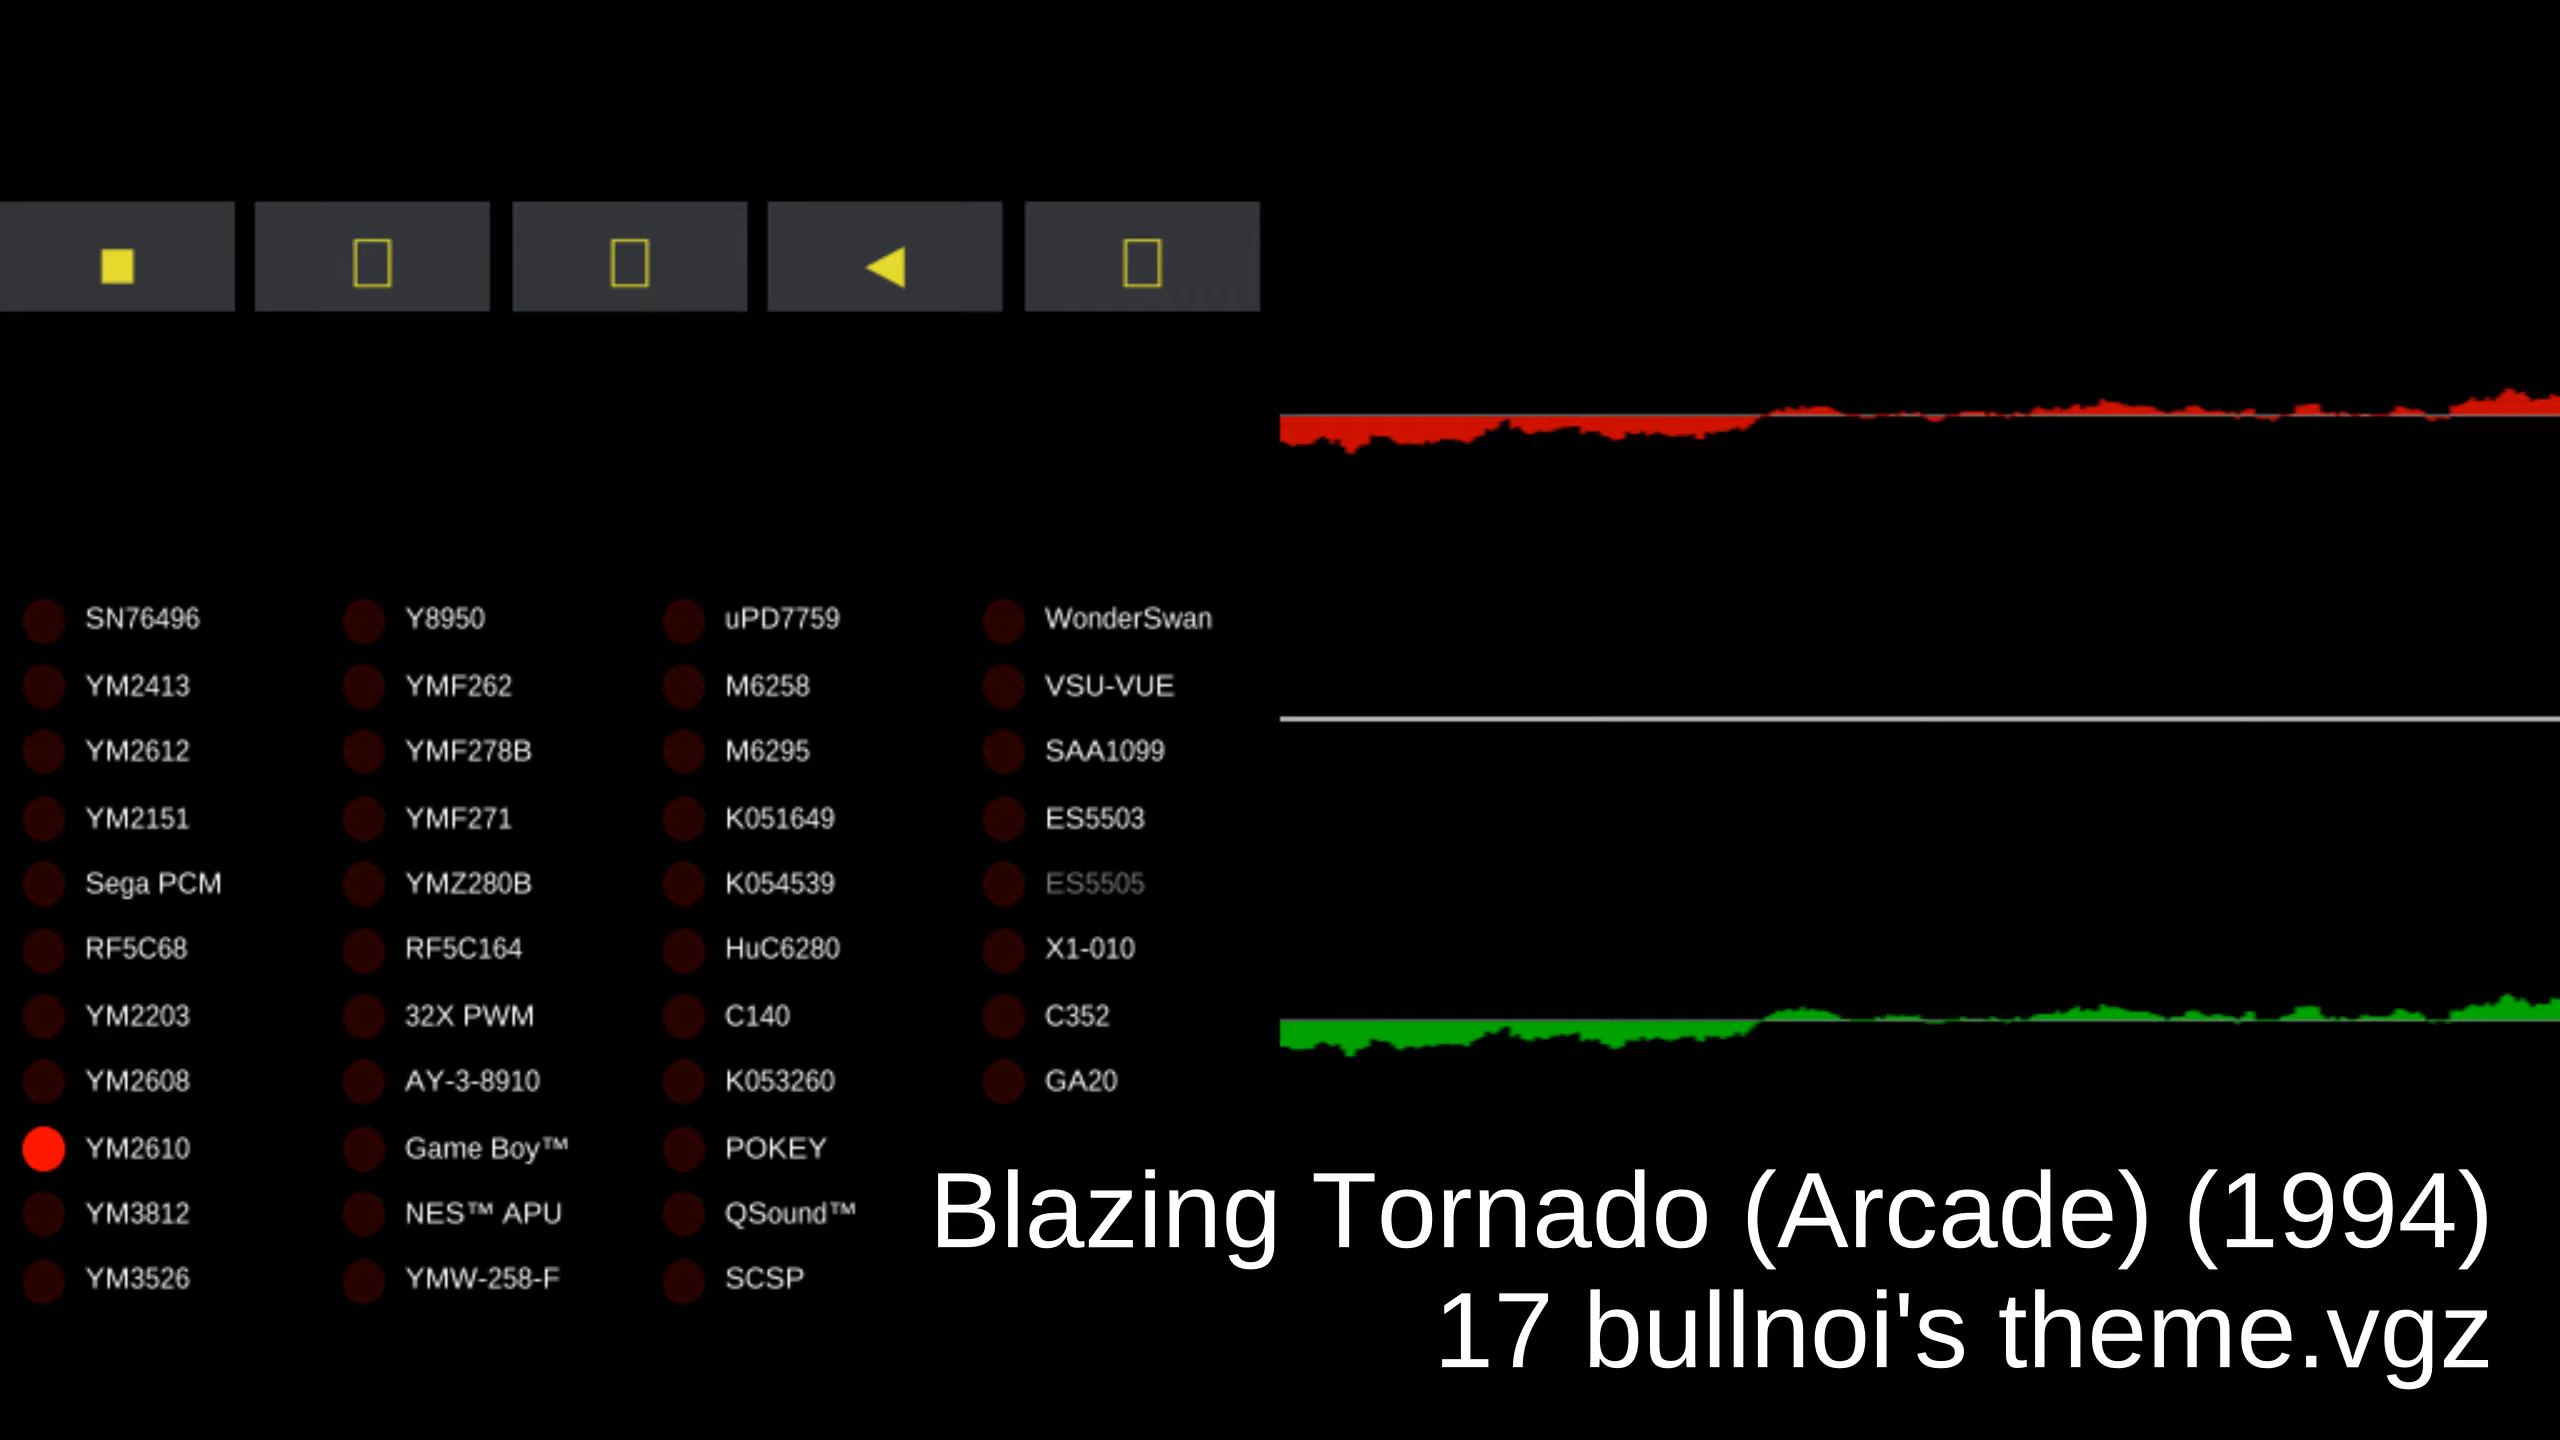 SN76496
YM2413
YM2612
YM2151
Sega PCM
RF5C68
YM2203
YM2608
YM2610
YM3812
YM3526
Y8950
YMF262
YMF278B
YMF271
YMZ280B
RF5C164
32X PWM
AY-3-8910
Game Boy™
NES™ APU
YMW-258-F
uPD7759
M6258
M6295
K051649
K054539
HuC6280
C140
K053260
POKEY
QSound™
SCSP
WonderSwan
VSU-VUE
SAA1099
ES5503
ES5505
X1-010
C352
GA20
Blazing Tornado (Arcade) (1994)
17 bullnoi's theme.vgz